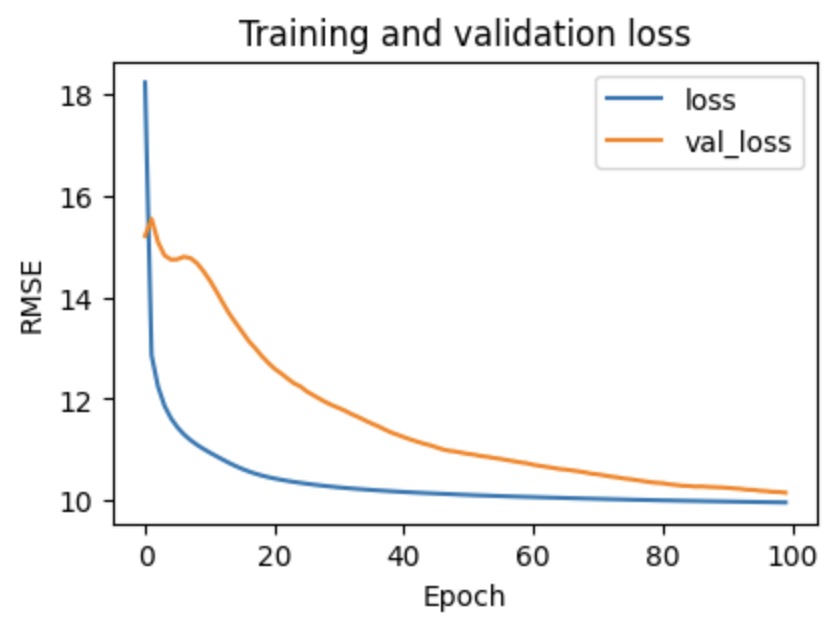 Training and validation loss
loss
val_loss
18
16
14
12
10
RMSE
0 20 40 60 80 100
Epoch